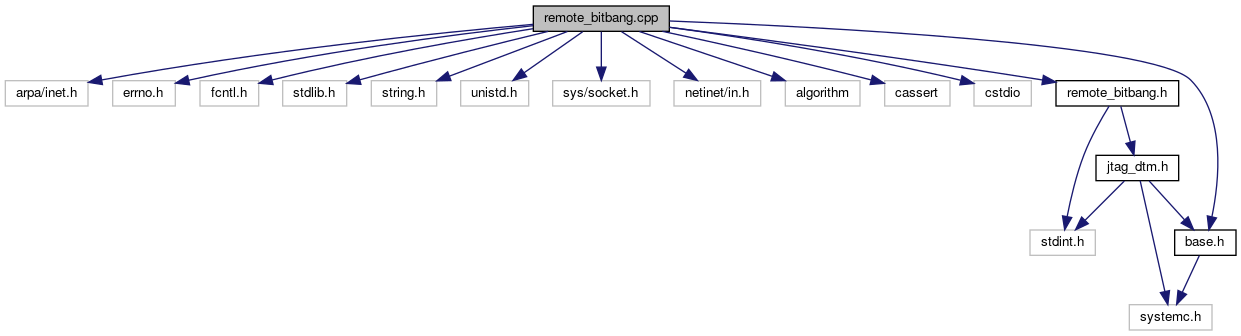 remote_bitbang.cpp
arpa/inet.h
errno.h
fcntl.h
stdlib.h
string.h
unistd.h
sys/socket.h
netinet/in.h
algorithm
cassert
cstdio
remote_bitbang.h
jtag_dtm.h
stdint.h
base.h
systemc.h